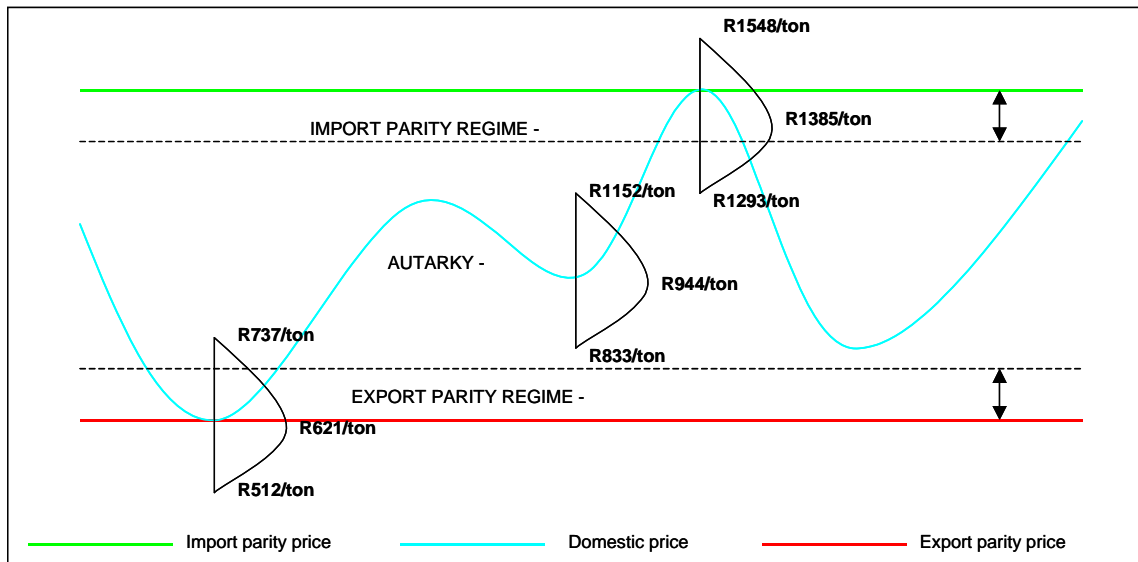 R1548/ton
R1385/ton
IMPORT PARITY REGIME -
R1152/ton
R1293/ton
AUTARKY -
R944/ton
R737/ton
R833/ton
EXPORT PARITY REGIME -
R621/ton
R512/ton
Import parity price
Domestic price
Export parity price